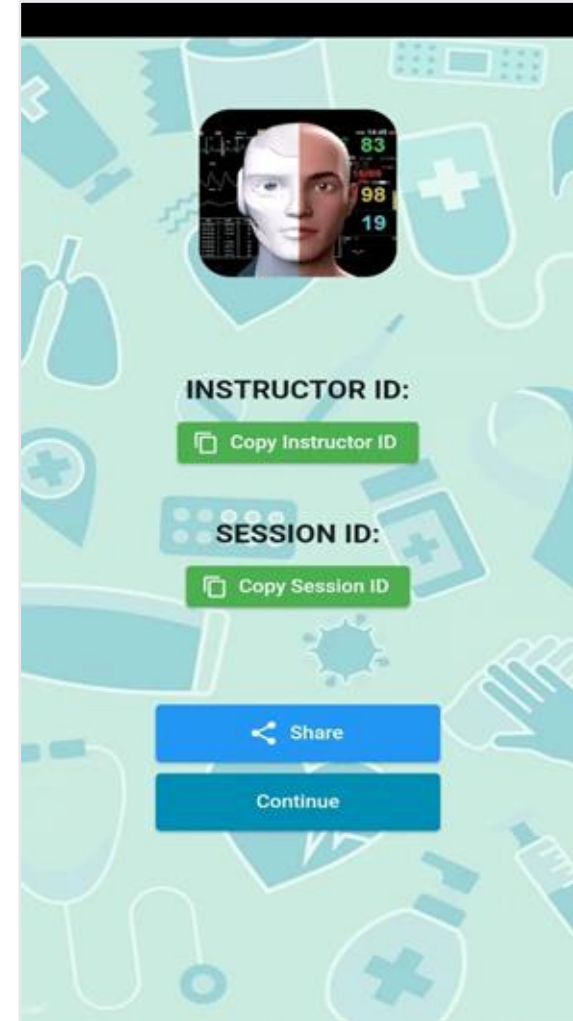 83
98
19
INSTRUCTOR ID:
Copy Instructor ID
SESSION ID:
Copy Session ID
Share
Continue